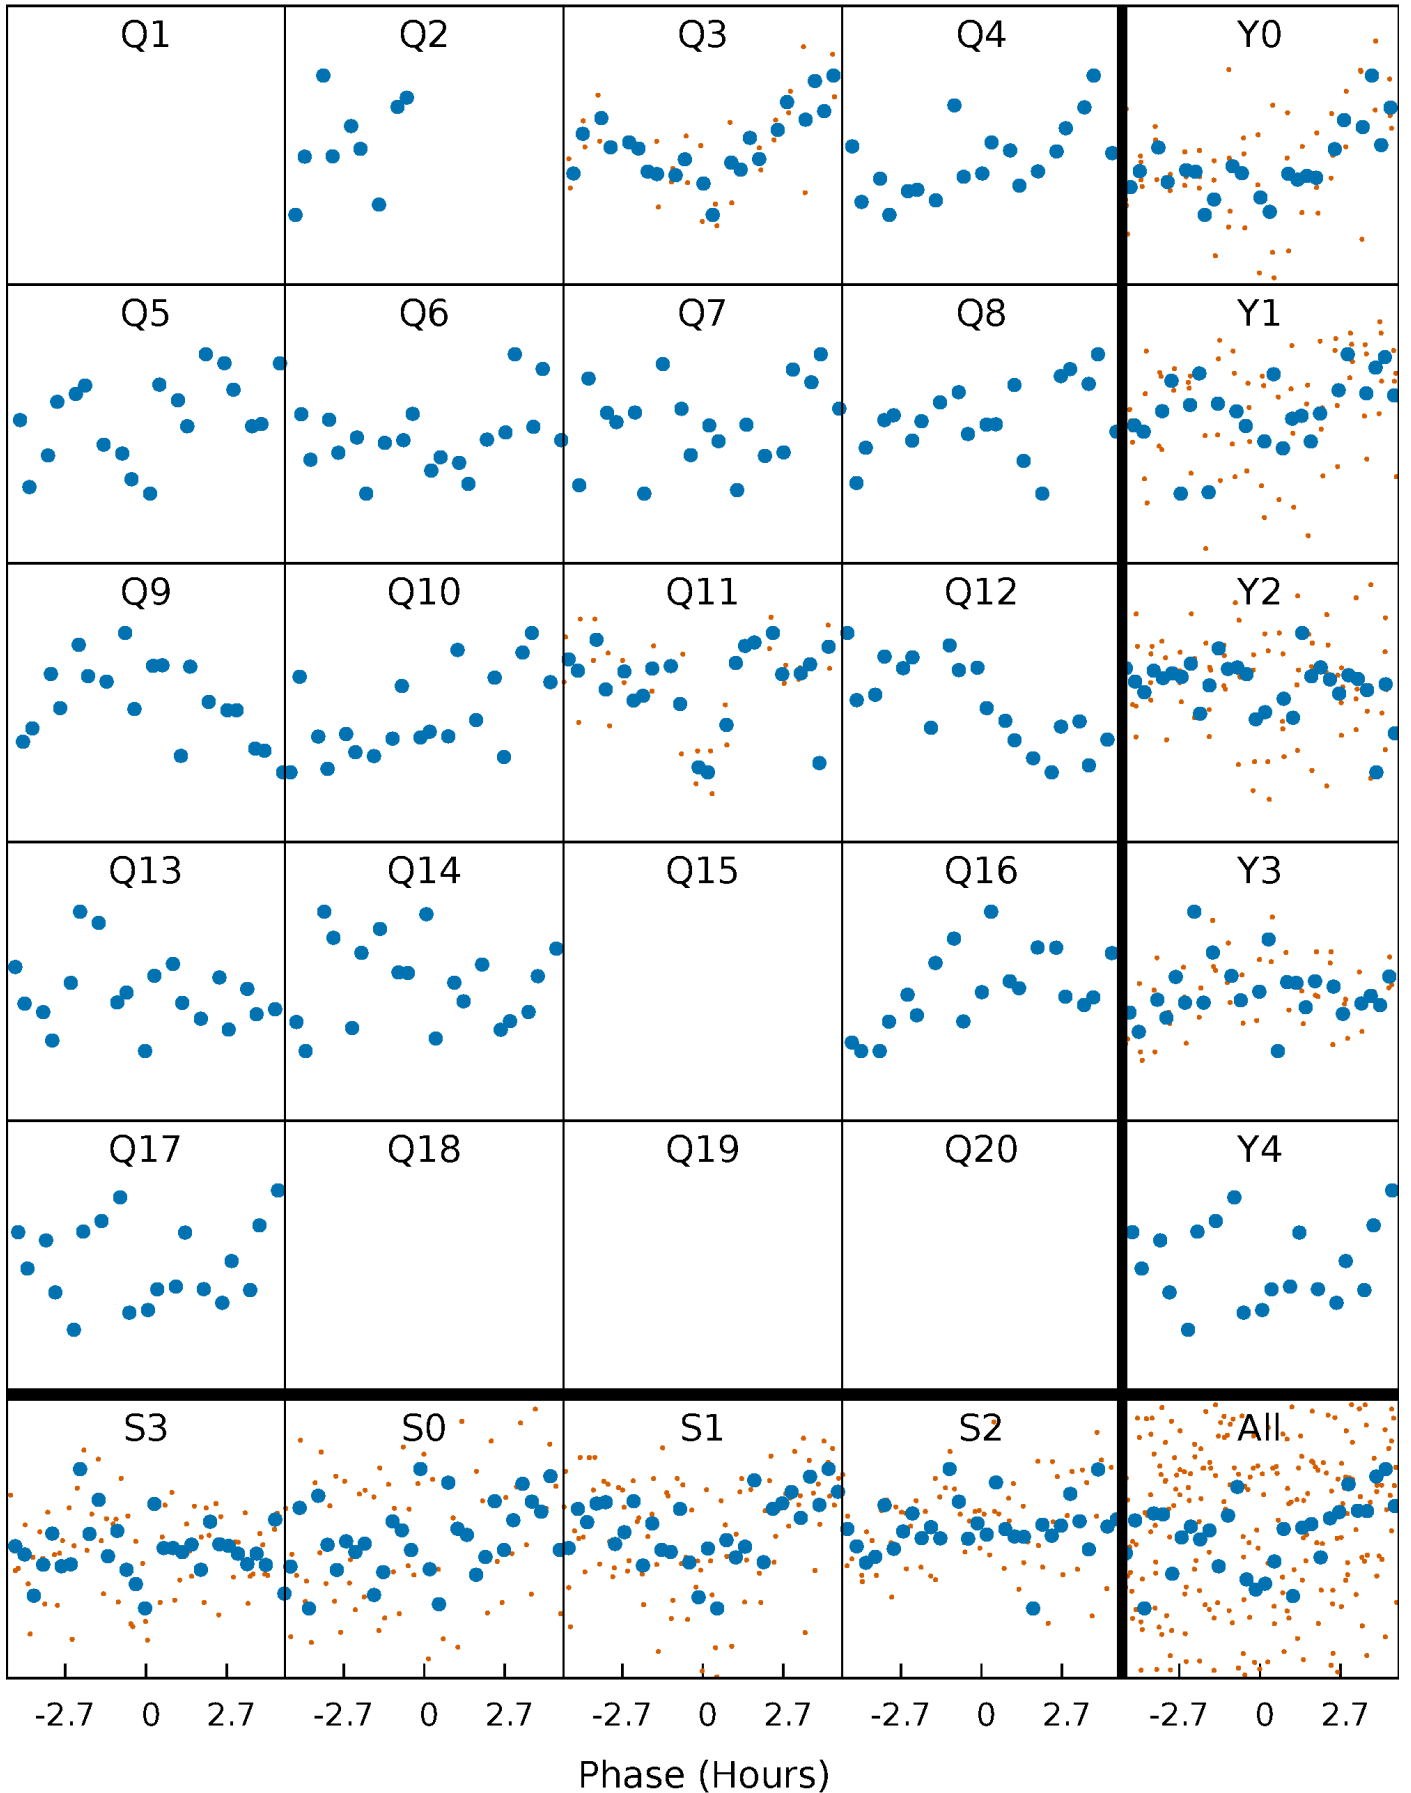 Q1 Q2 Q3 Q4 Y0
Q5 Q6 Q7 Q8 Y1
Q9 Q10 Q11 Q12 Y2
Q13 Q14 Q15 Q16 Y3
Q17 Q18 Q19 Q20 Y4
S3 S0 S1 S2 All
-2.7 0 2.7 -2.7 0 2.7 -2.7 0 2.7 -2.7 0 2.7 -2.7 0 2.7
Phase (Hours)